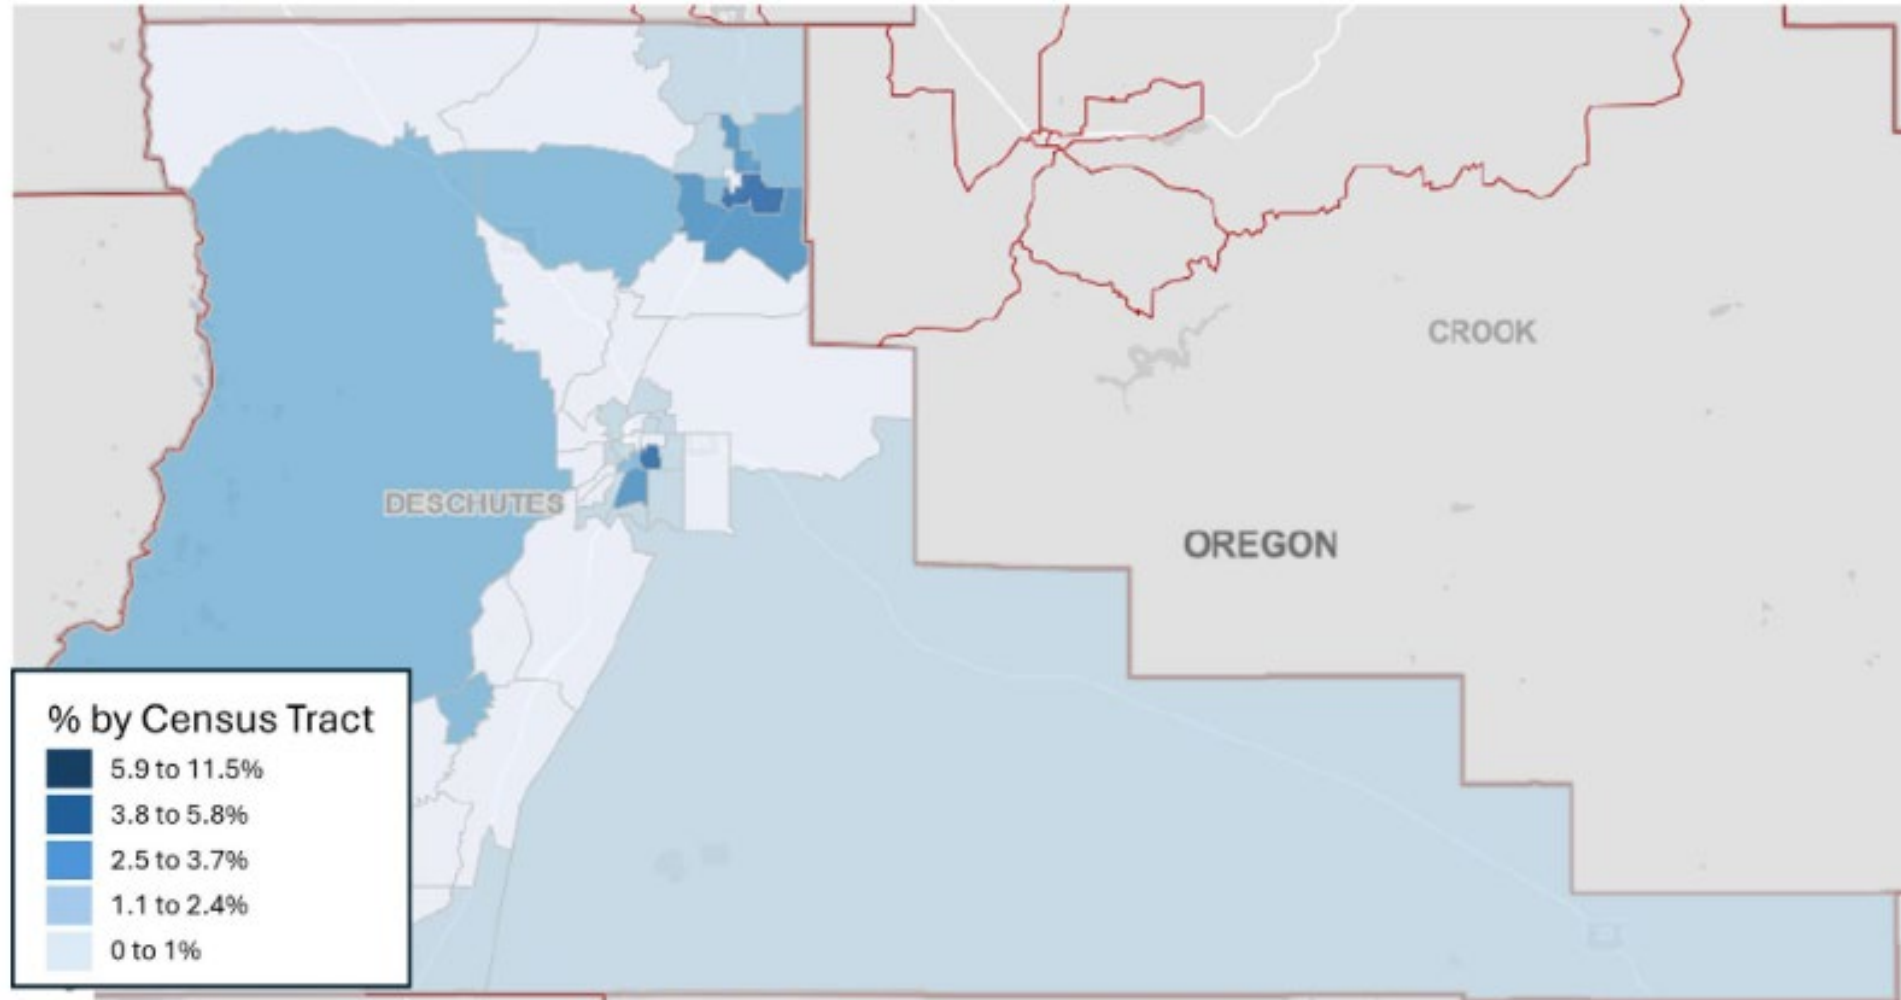 CROOK
DESCHUTES
OREGON
% by Census Tract
5.9 to 11.5%
3.8 to 5.8%
2.5 to 3.7%
1.1 to 2.4%
0 to 1%